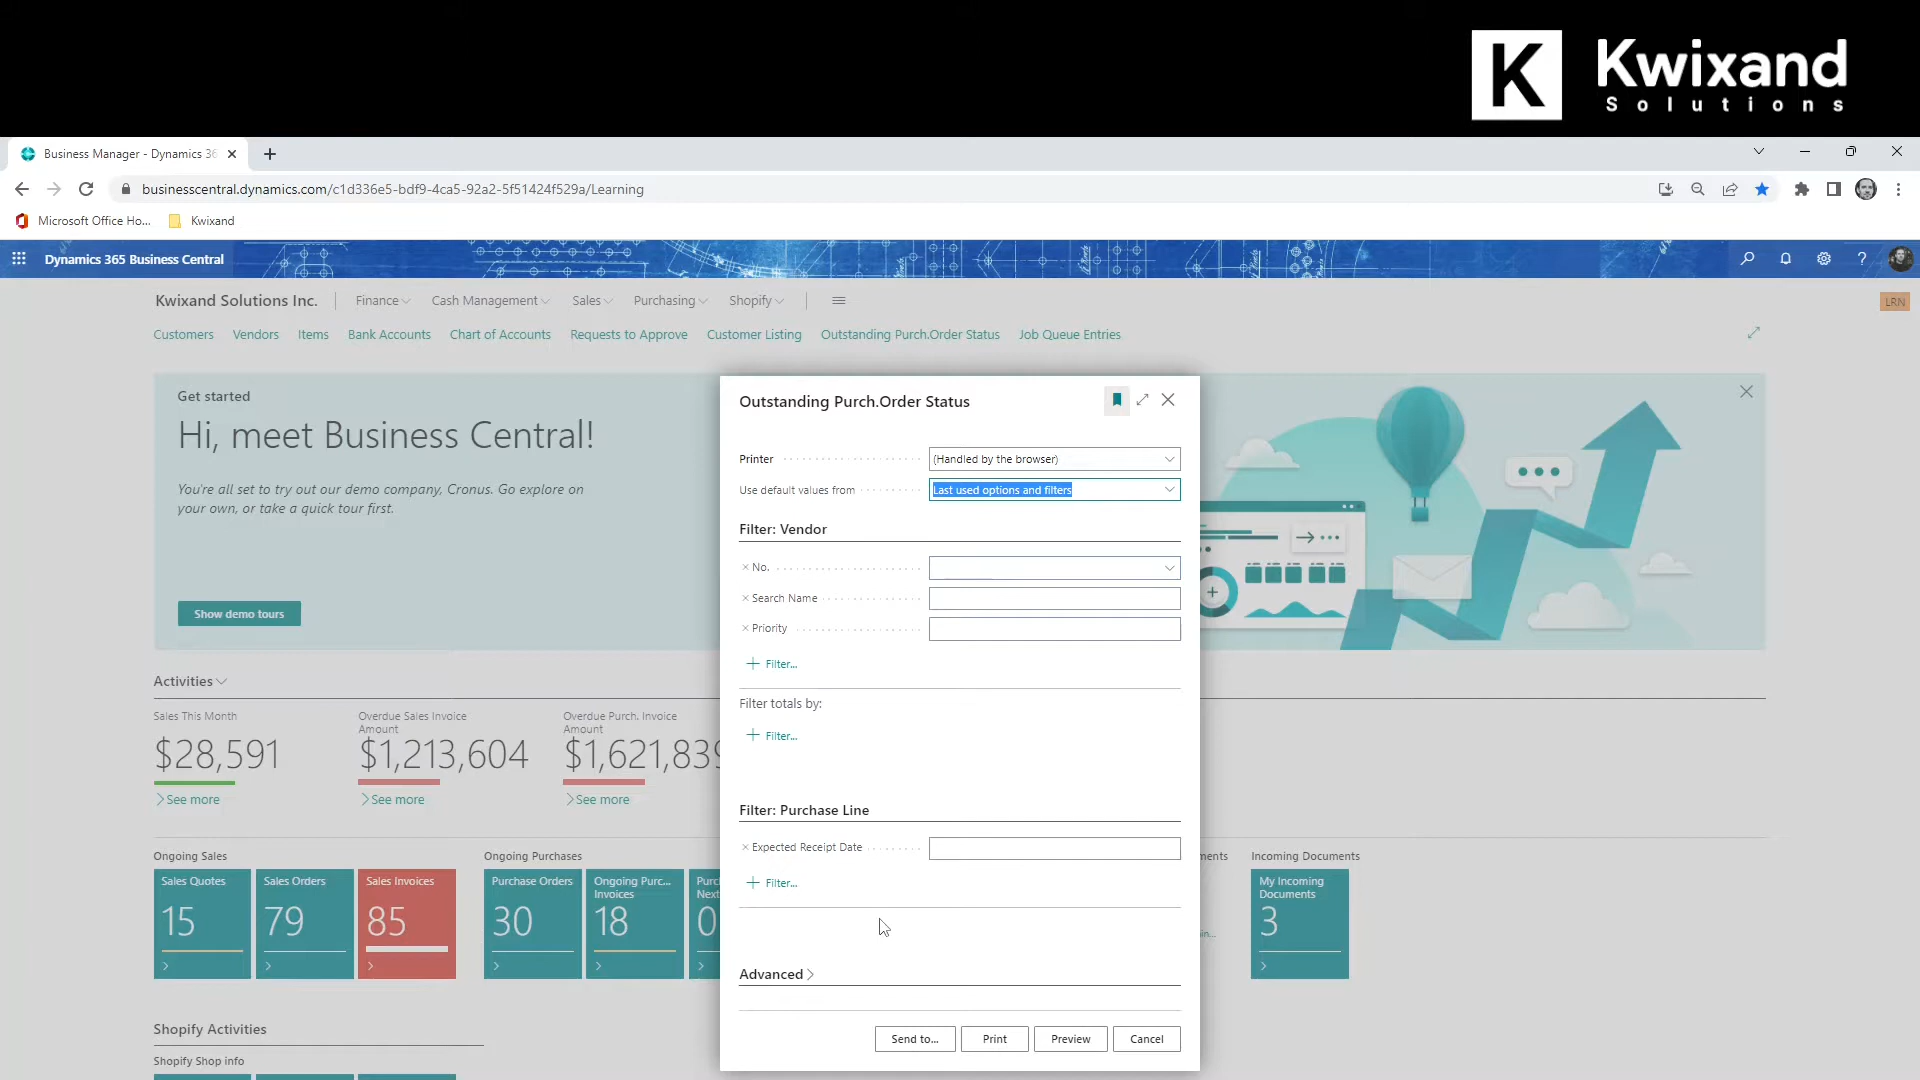 K Kwixand
Solutions
Business Manager - Dynamics 36
businesscentral.dynamics.com/c1d336e5-bdf9-4ca5-92a2-5f51424f529a/Learning
Microsoft Office Ho... Kwixand
Dynamics 365 Business Central
Kwixand Solutions Inc. Finance Cash Management Sales Purchasing Shopify
LRN
Customers Vendors Items Bank Accounts Chart of Accounts Requests to Approve Customer Listing Outstanding Purch.Order Status Job Queue Entries
Get started
Hi, meet Business Central!
You're all set to try out our demo company, Cronus. Go explore on
your own, or take a quick tour first.
Show demo tours
Outstanding Purch.Order Status
Printer (Handled by the browser)
Use default values from Last used options and filters
Filter: Vendor
× No.
× Search Name
× Priority
+ Filter...
Filter totals by:
+ Filter...
Filter: Purchase Line
× Expected Receipt Date
+ Filter...
Advanced >
Send to... Print Preview Cancel
Activities
Sales This Month
$28,591
> See more
Overdue Sales Invoice
Amount
$1,213,604
> See more
Overdue Purch. Invoice
Amount
$1,621,839
> See more
Ongoing Sales
Sales Quotes
15
Sales Orders
79
Sales Invoices
85
Ongoing Purchases
Purchase Orders
30
Ongoing Purc...
Invoices
18
Purch
Next
0
ments
in...
Incoming Documents
My Incoming
Documents
3
Shopify Activities
Shopify Shop info